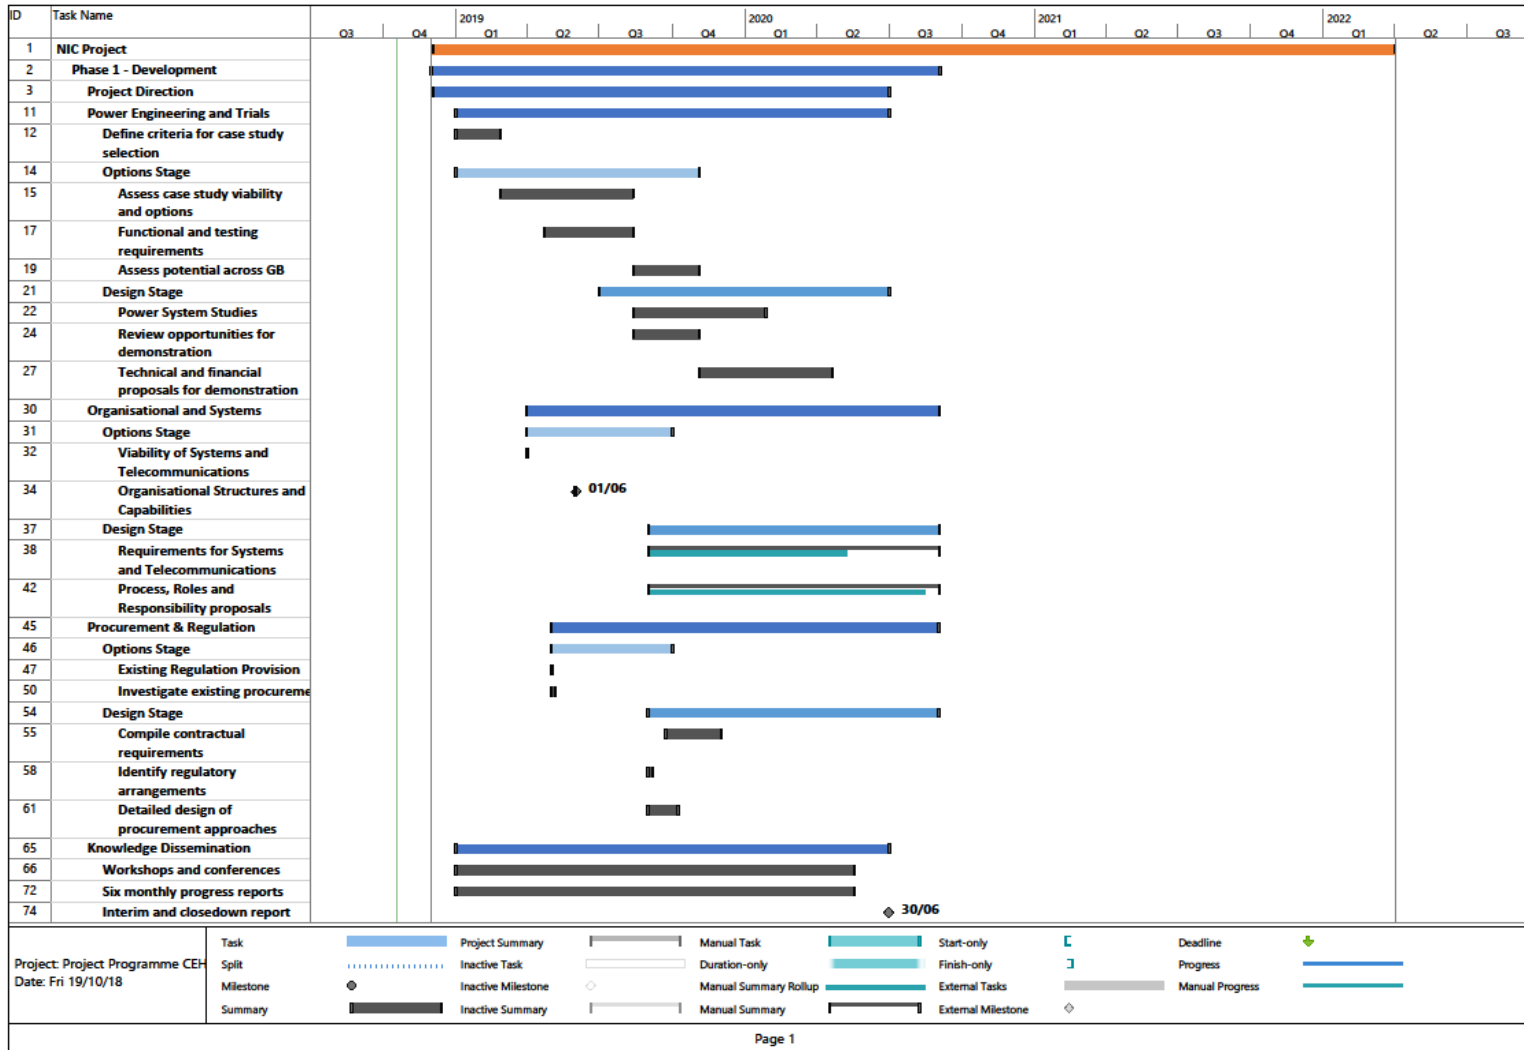 ID Task Name 2019 2020 2021 2022
Q3 Q4 Q1 Q2 Q3 Q4 Q1 Q2 Q3 Q4 Q1 Q2 Q3 Q4 Q1 Q2 Q3
1 NIC Project
2 Phase 1 - Development
3 Project Direction
11 Power Engineering and Trials
12 Define criteria for case study
selection
14 Options Stage
15 Assess case study viability
and options
17 Functional and testing
requirements
19 Assess potential across GB
21 Design Stage
22 Power System Studies
24 Review opportunities for
demonstration
27 Technical and financial
proposals for demonstration
30 Organisational and Systems
31 Options Stage
32 Viability of Systems and
Telecommunications
34 Organisational Structures and 01/06
Capabilities
37 Design Stage
38 Requirements for Systems
and Telecommunications
42 Process, Roles and
Responsibility proposals
45 Procurement & Regulation
46 Options Stage
47 Existing Regulation Provision
50 Investigate existing procureme
54 Design Stage
55 Compile contractual
requirements
58 Identify regulatory
arrangements
61 Detailed design of
procurement approaches
65 Knowledge Dissemination
66 Workshops and conferences
72 Six monthly progress reports
74 Interim and closedown report 30/06
Project: Project Programme CEH
Date: Fri 19/10/18
Task Project Summary Manual Task Start-only Deadline
Split Inactive Task Duration-only Finish-only Progress
Milestone Inactive Milestone Manual Summary Rollup External Tasks Manual Progress
Summary Inactive Summary Manual Summary External Milestone
Page 1